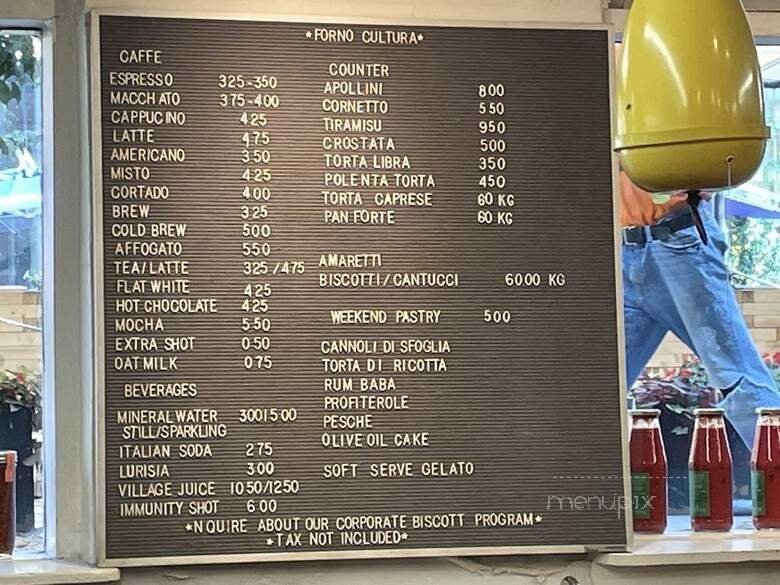 *FORNO CULTURA*
CAFFE
ESPRESSO 325-350
MACCHATO 375-400
CAPPUCINO 425
LATTE 475
AMERICANO 350
MISTO 425
CORTADO 400
BREW 325
COLD BREW 500
AFFOGATO 550
TEA/LATTE 325/475
FLAT WHITE 425
HOT CHOCOLATE 425
MOCHA 550
EXTRA SHOT 050
OATMILK 075
BEVERAGES
MINERAL WATER 300I500
STILL/SPARKLING
ITALIAN SODA 275
LURISIA 300
VILLAGE JUICE 1050/1250
IMMUNITY SHOT 600
COUNTER
APOLLINI 800
CORNETTO 550
TIRAMISU 950
CROSTATA 500
TORTA LIBRA 350
POLENTA TORTA 450
TORTA CAPRESE 60 KG
PAN FORTE 60 KG
AMARETTI
BISCOTTI/CANTUCCI 6000 KG
WEEKEND PASTRY 500
CANNOLI DI SFOGLIA
TORTA DI RICOTTA
RUM BABA
PROFITEROLE
PESCHE
OLIVE OIL CAKE
SOFT SERVE GELATO
*NQUIRE ABOUT OUR CORPORATE BISCOTT PROGRAM*
*TAX NOT INCLUDED*
menupix